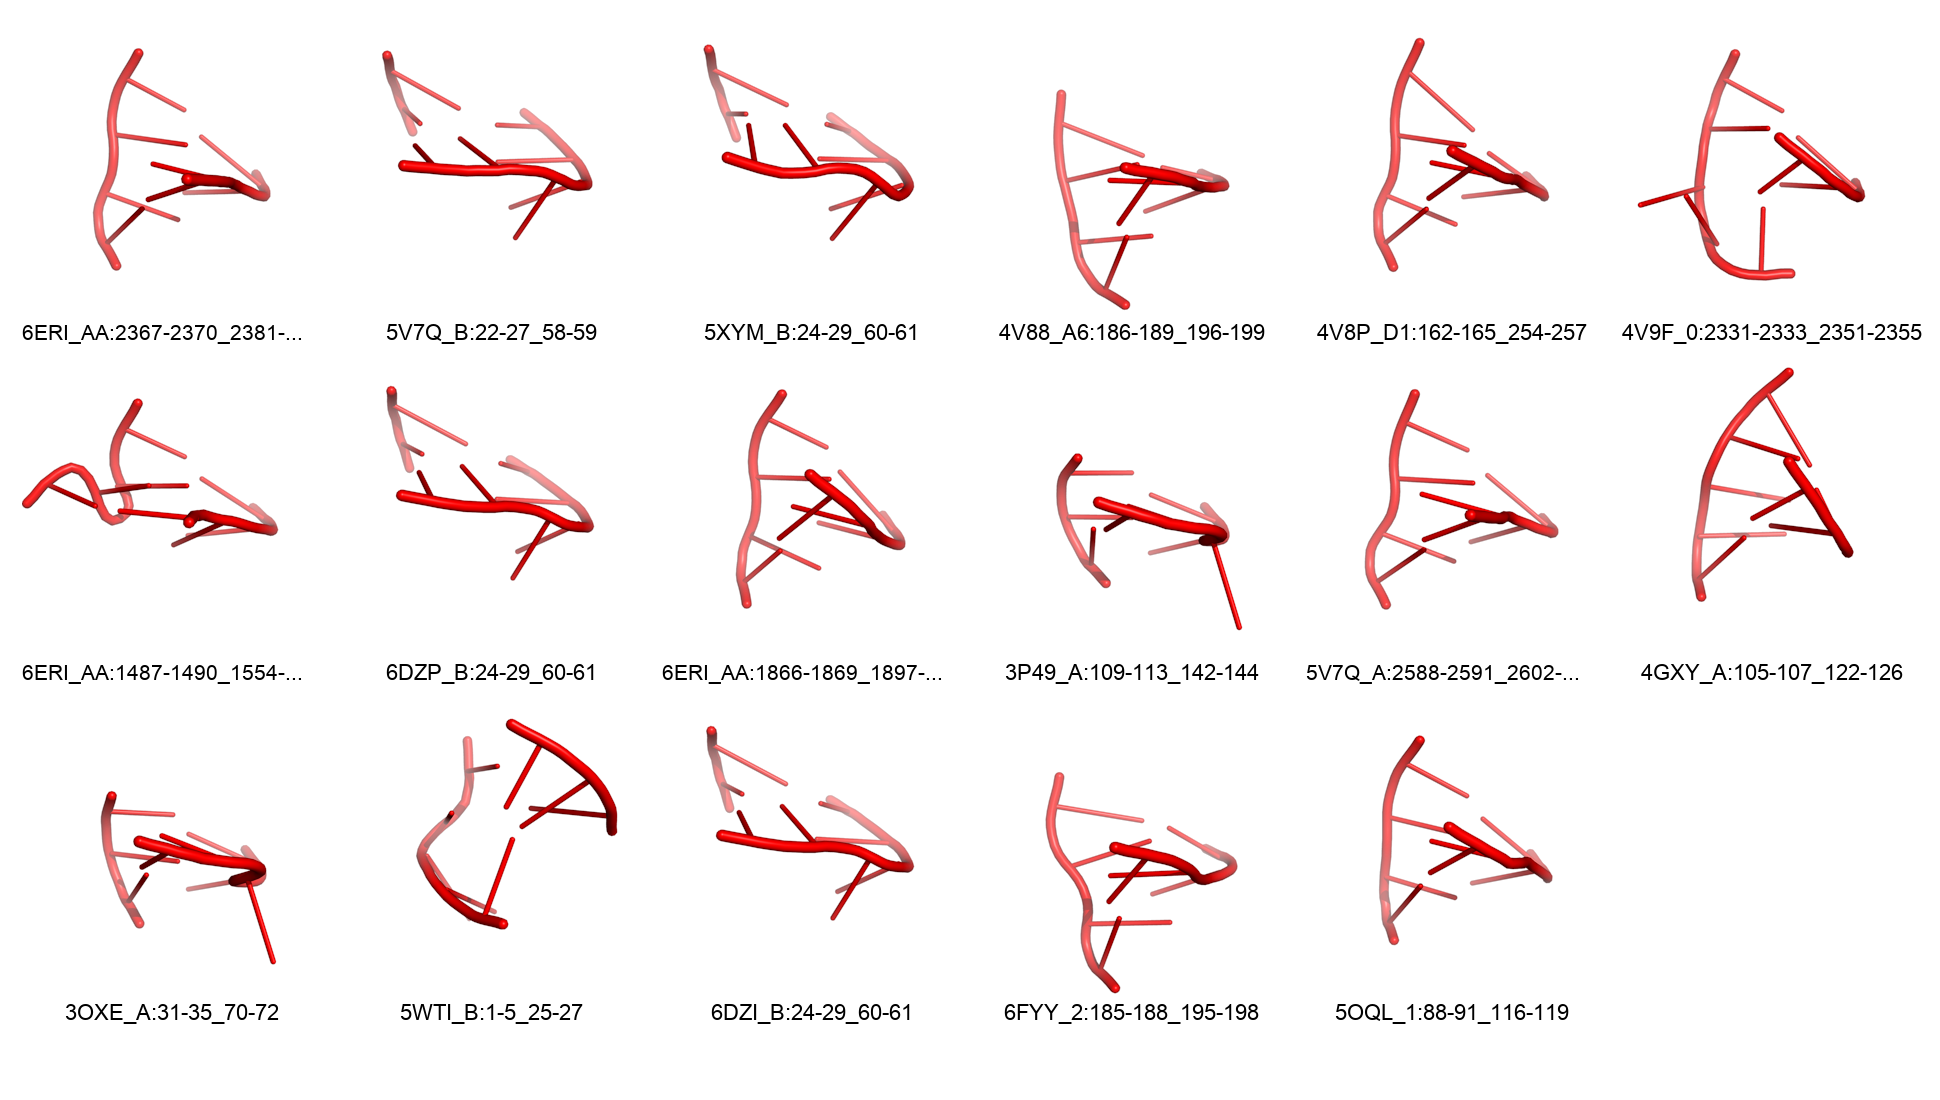 6ERI_AA:2367-2370_2381-...
5V7Q_B:22-27_58-59
5XYM_B:24-29_60-61
4V88_A6:186-189_196-199
4V8P_D1:162-165_254-257
4V9F_0:2331-2333_2351-2355
6ERI_AA:1487-1490_1554-...
6DZP_B:24-29_60-61
6ERI_AA:1866-1869_1897-...
3P49_A:109-113_142-144
5V7Q_A:2588-2591_2602-...
4GXY_A:105-107_122-126
3OXE_A:31-35_70-72
5WTI_B:1-5_25-27
6DZI_B:24-29_60-61
6FYY_2:185-188_195-198
5OQL_1:88-91_116-119